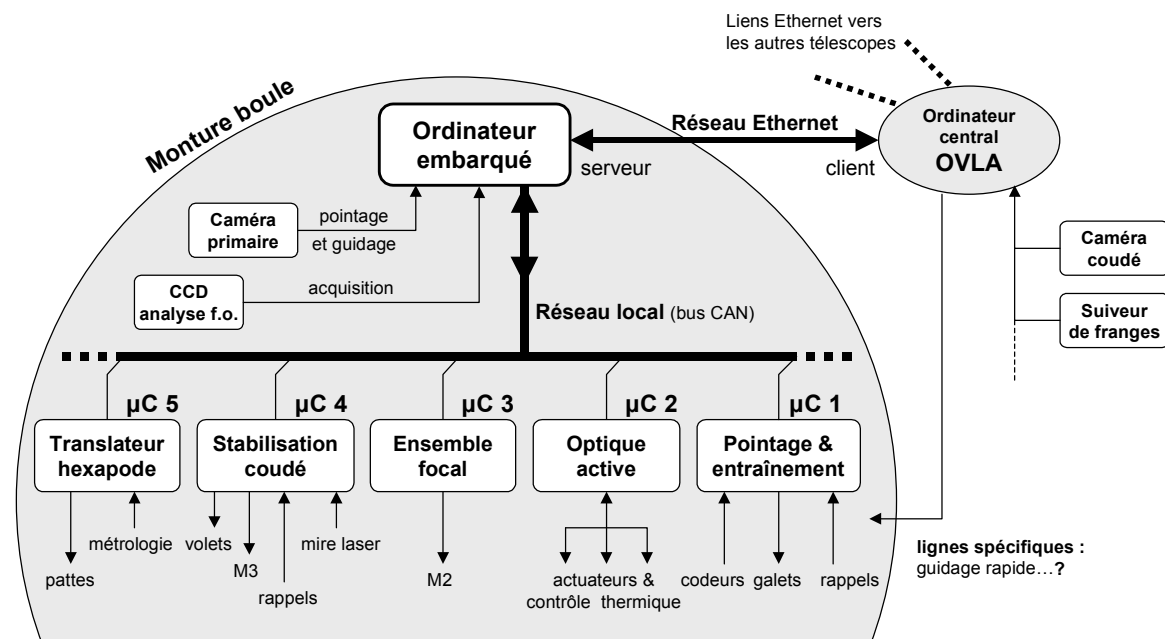 Liens Ethernet vers
les autres télescopes
Monture boule
Ordinateur
embarqué
Réseau Ethernet
serveur
client
Ordinateur
central
OVLA
Caméra
primaire
pointage
et guidage
CCD
analyse f.o.
acquisition
Réseau local (bus CAN)
Caméra
coudé
Suiveur
de franges
µC 5
Translateur
hexapode
µC 4
Stabilisation
coudé
µC 3
Ensemble
focal
µC 2
Optique
active
µC 1
Pointage &
entraînement
pattes
métrologie
volets
M3
rappels
mire laser
M2
actuateurs &
contrôle thermique
codeurs
galets
rappels
lignes spécifiques :
guidage rapide…?